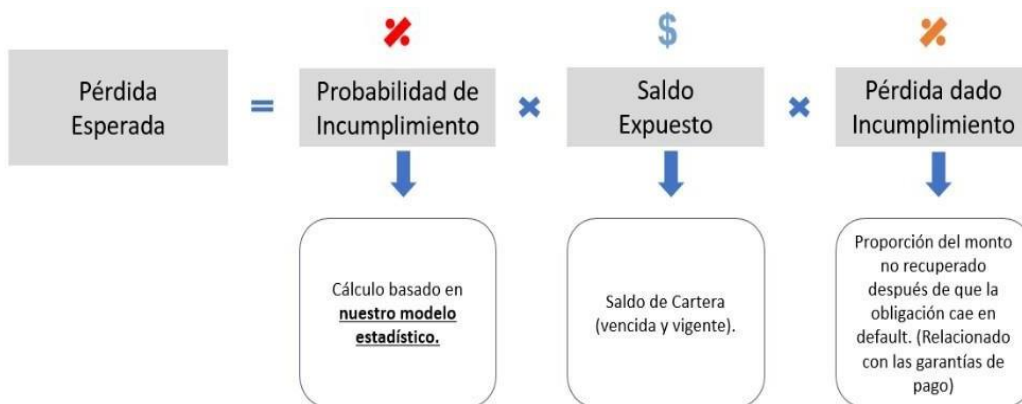 %
$
%
Pérdida
Esperada
=
Probabilidad de
Incumplimiento
×
Saldo
Expuesto
×
Pérdida dado
Incumplimiento
Cálculo basado en
nuestro modelo
estadístico.
Saldo de Cartera
(vencida y vigente).
Proporción del monto
no recuperado
después de que la
obligación cae en
default. (Relacionado
con las garantías de
pago)